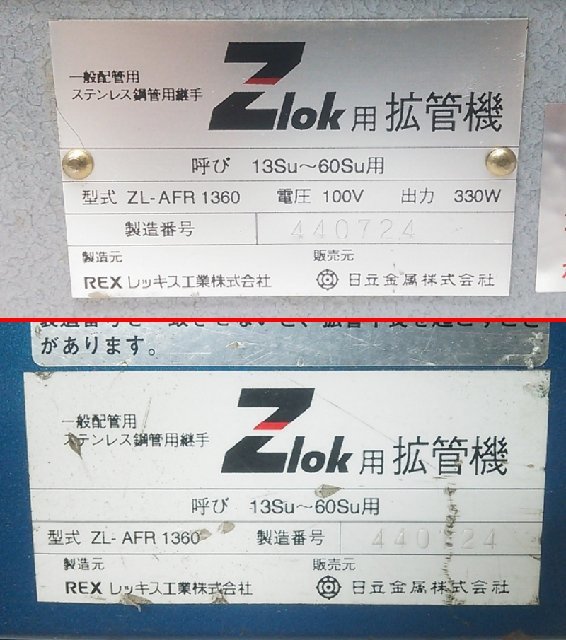 一般配管用
ステンレス鋼管用継手
Zlok用拡管機
呼び 13Su～60Su用
型式 ZL-AFR 1360 電圧 100V 出力 330W
製造番号 440724
製造元 販売元
REX レッキス工業株式会社 日立金属株式会社
があります。
一般配管用
ステンレス鋼管用継手
Zlok用拡管機
呼び 13Su～60Su用
型式 ZL-AFR 1360 製造番号 440724
製造元 販売元
REX レッキス工業株式会社 日立金属株式会社